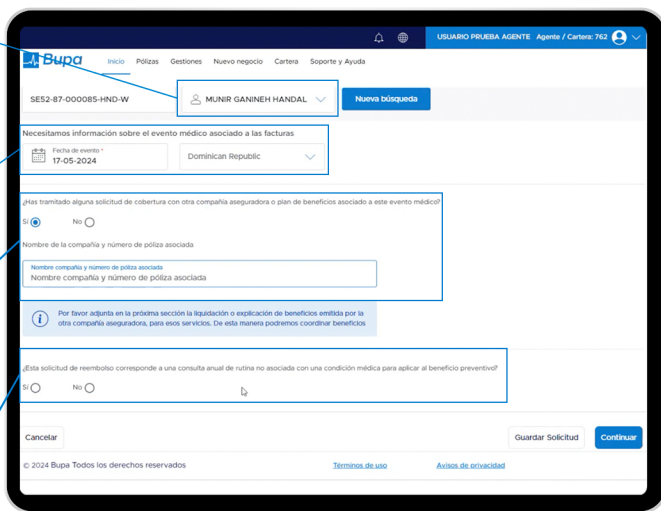 USUARIO PRUEBA AGENTE Agente / Cartera: 762
Bupa Inicio Pólizas Gestiones Nuevo negocio Cartera Soporte y Ayuda
SE52-87-000085-HND-W MUNIR GANINEH HANDAL Nueva búsqueda
Necesitamos información sobre el evento médico asociado a las facturas
Fecha de evento *
17-05-2024
Dominican Republic
¿Has tramitado alguna solicitud de cobertura con otra compañía aseguradora o plan de beneficios asociado a este evento médico?
Sí No
Nombre de la compañía y número de póliza asociada
Nombre compañía y número de póliza asociada
Nombre compañía y número de póliza asociada
Por favor adjunta en la próxima sección la liquidación o explicación de beneficios emitida por la
otra compañía aseguradora, para esos servicios. De esta manera podremos coordinar beneficios
¿Esta solicitud de reembolso corresponde a una consulta anual de rutina no asociada con una condición médica para aplicar al beneficio preventivo?
Sí No
Cancelar Guardar Solicitud Continuar
© 2024 Bupa Todos los derechos reservados Términos de uso Avisos de privacidad